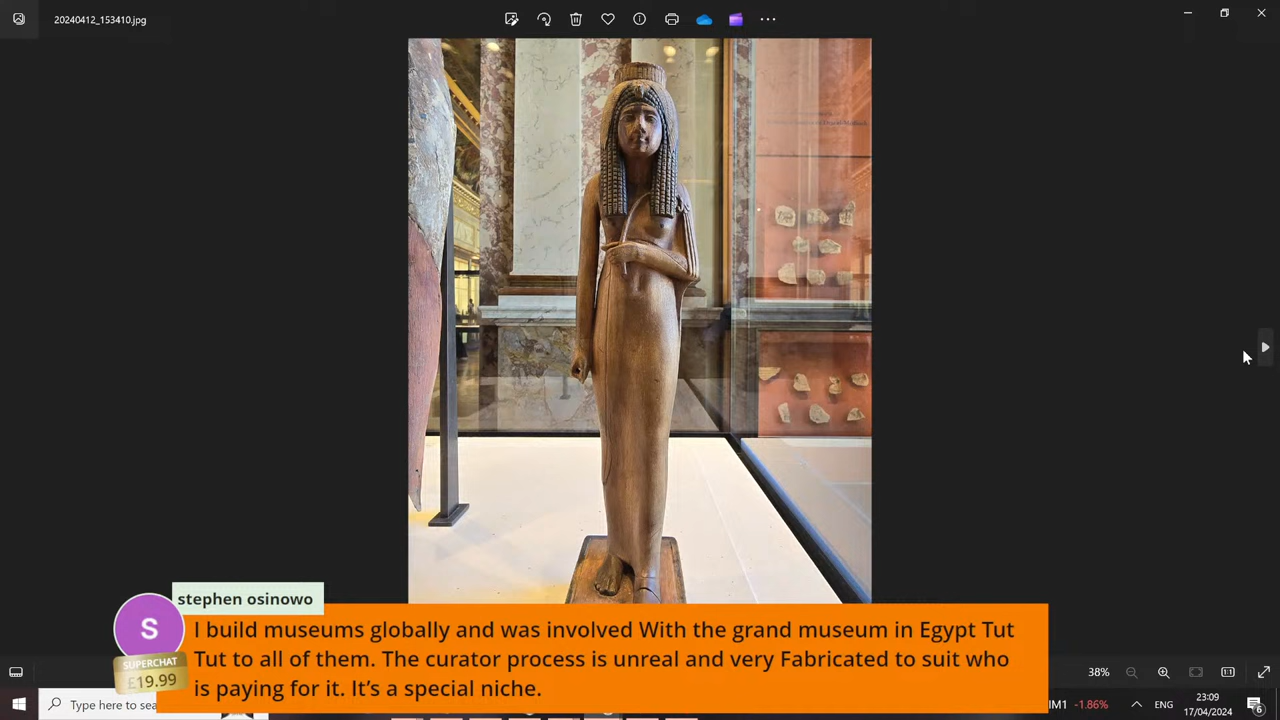 20240412_153410.jpg
stephen osinowo
S
SUPERCHAT
£19.99
I build museums globally and was involved With the grand museum in Egypt Tut
Tut to all of them. The curator process is unreal and very Fabricated to suit who
is paying for it. It’s a special niche.
38%
Type here to sea
IM1 -1.86%
ENG
23:09
17/04/2024
6